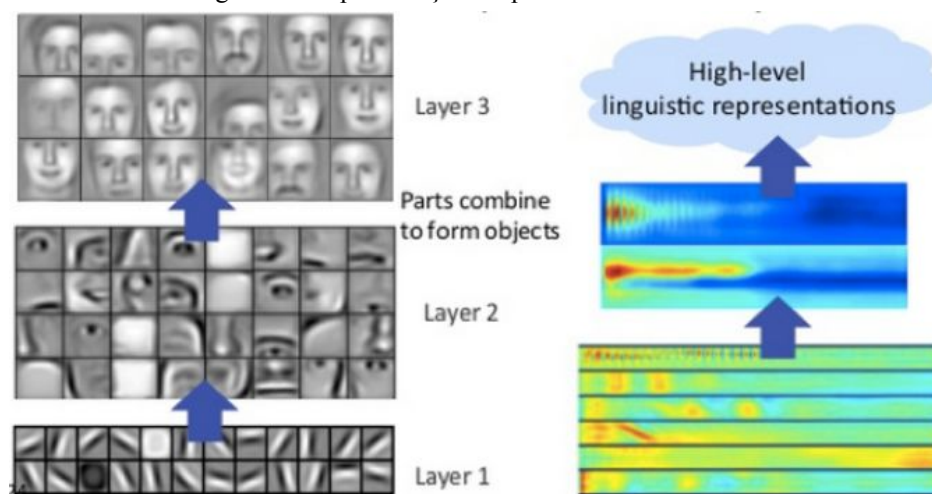 Layer 3
Parts combine
to form objects
Layer 2
Layer 1
High-level
linguistic representations